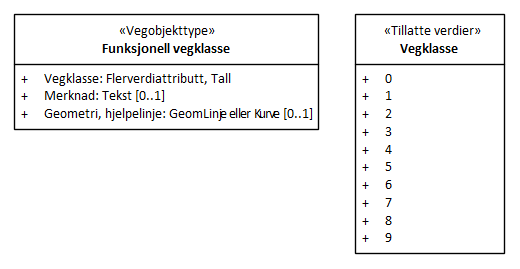 «Vegobjekttype»
Funksjonell vegklasse
+ Vegklasse: Flerverdiattributt, Tall
+ Merknad: Tekst [0..1]
+ Geometri, hjelpelinje: GeomLinje eller Kurve [0..1]
«Tillatte verdier»
Vegklasse
+ 0
+ 1
+ 2
+ 3
+ 4
+ 5
+ 6
+ 7
+ 8
+ 9